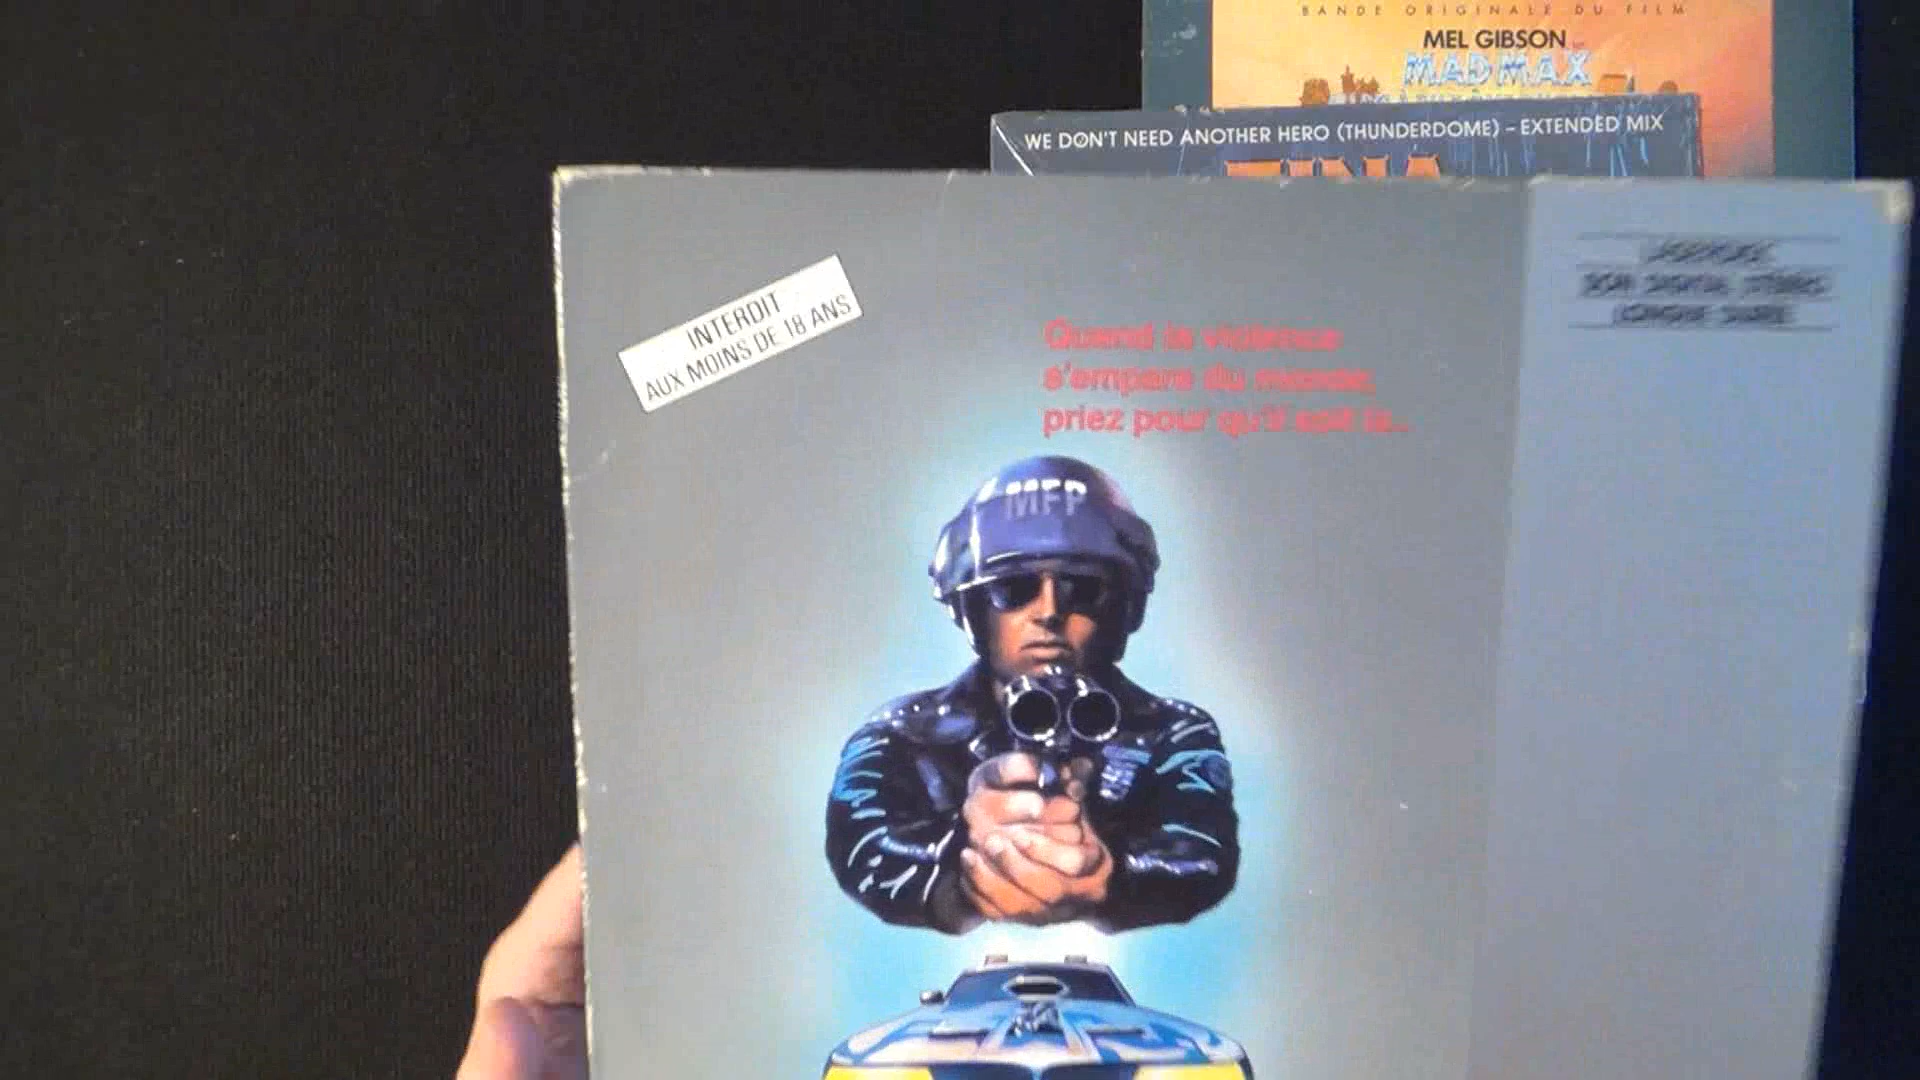 BANDE ORIGINALE DU FILM
MEL GIBSON
MAD MAX
WE DON'T NEED ANOTHER HERO (THUNDERDOME) – EXTENDED MIX
TINA
INTERDIT
AUX MOINS DE 18 ANS
Quand la violence
s'empare du monde,
priez pour qu'il soit là...
MFP